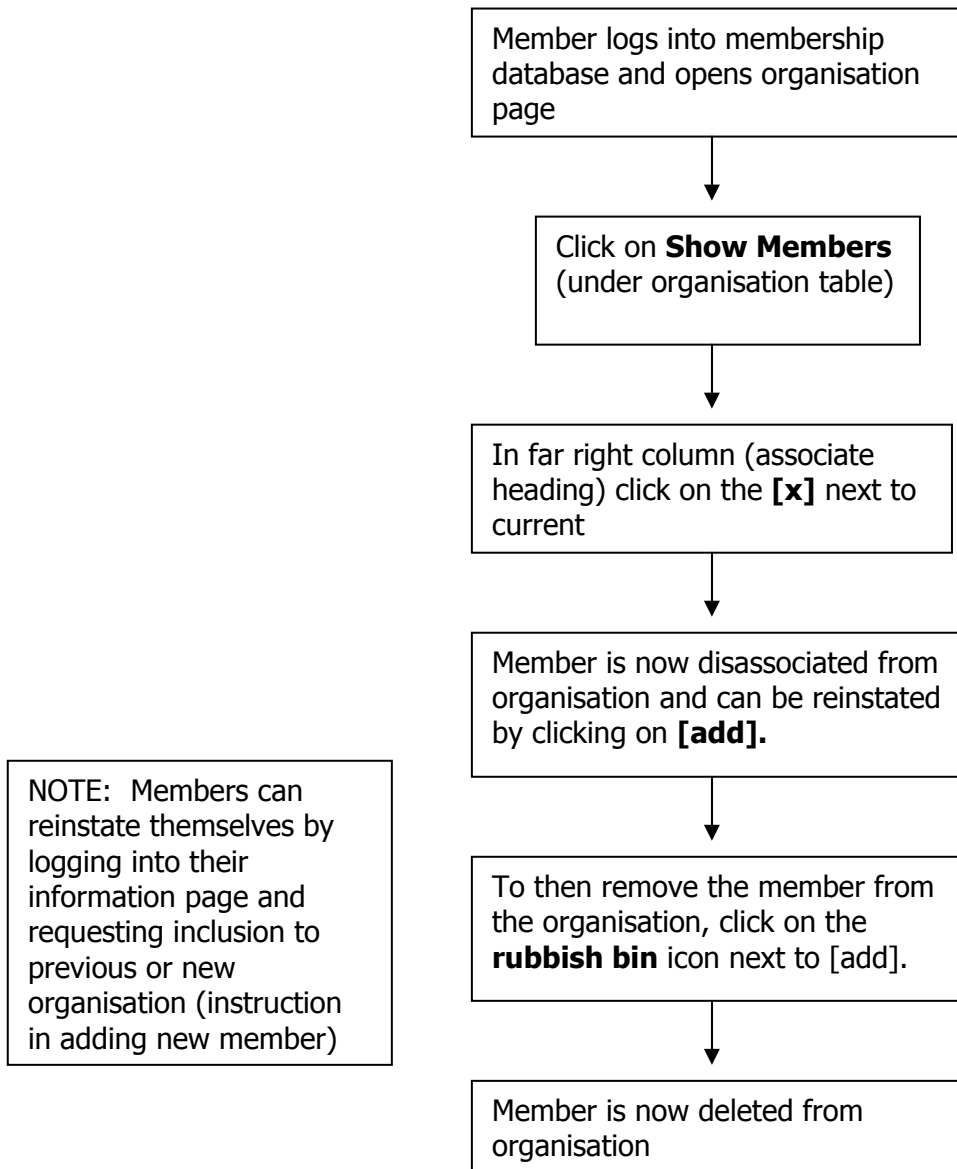 Member logs into membership
database and opens organisation
page
Click on Show Members
(under organisation table)
In far right column (associate
heading) click on the [x] next to
current
Member is now disassociated from
organisation and can be reinstated
by clicking on [add].
NOTE:  Members can
reinstate themselves by
logging into their
information page and
requesting inclusion to
previous or new
organisation (instruction
in adding new member)
To then remove the member from
the organisation, click on the
rubbish bin icon next to [add].
Member is now deleted from
organisation